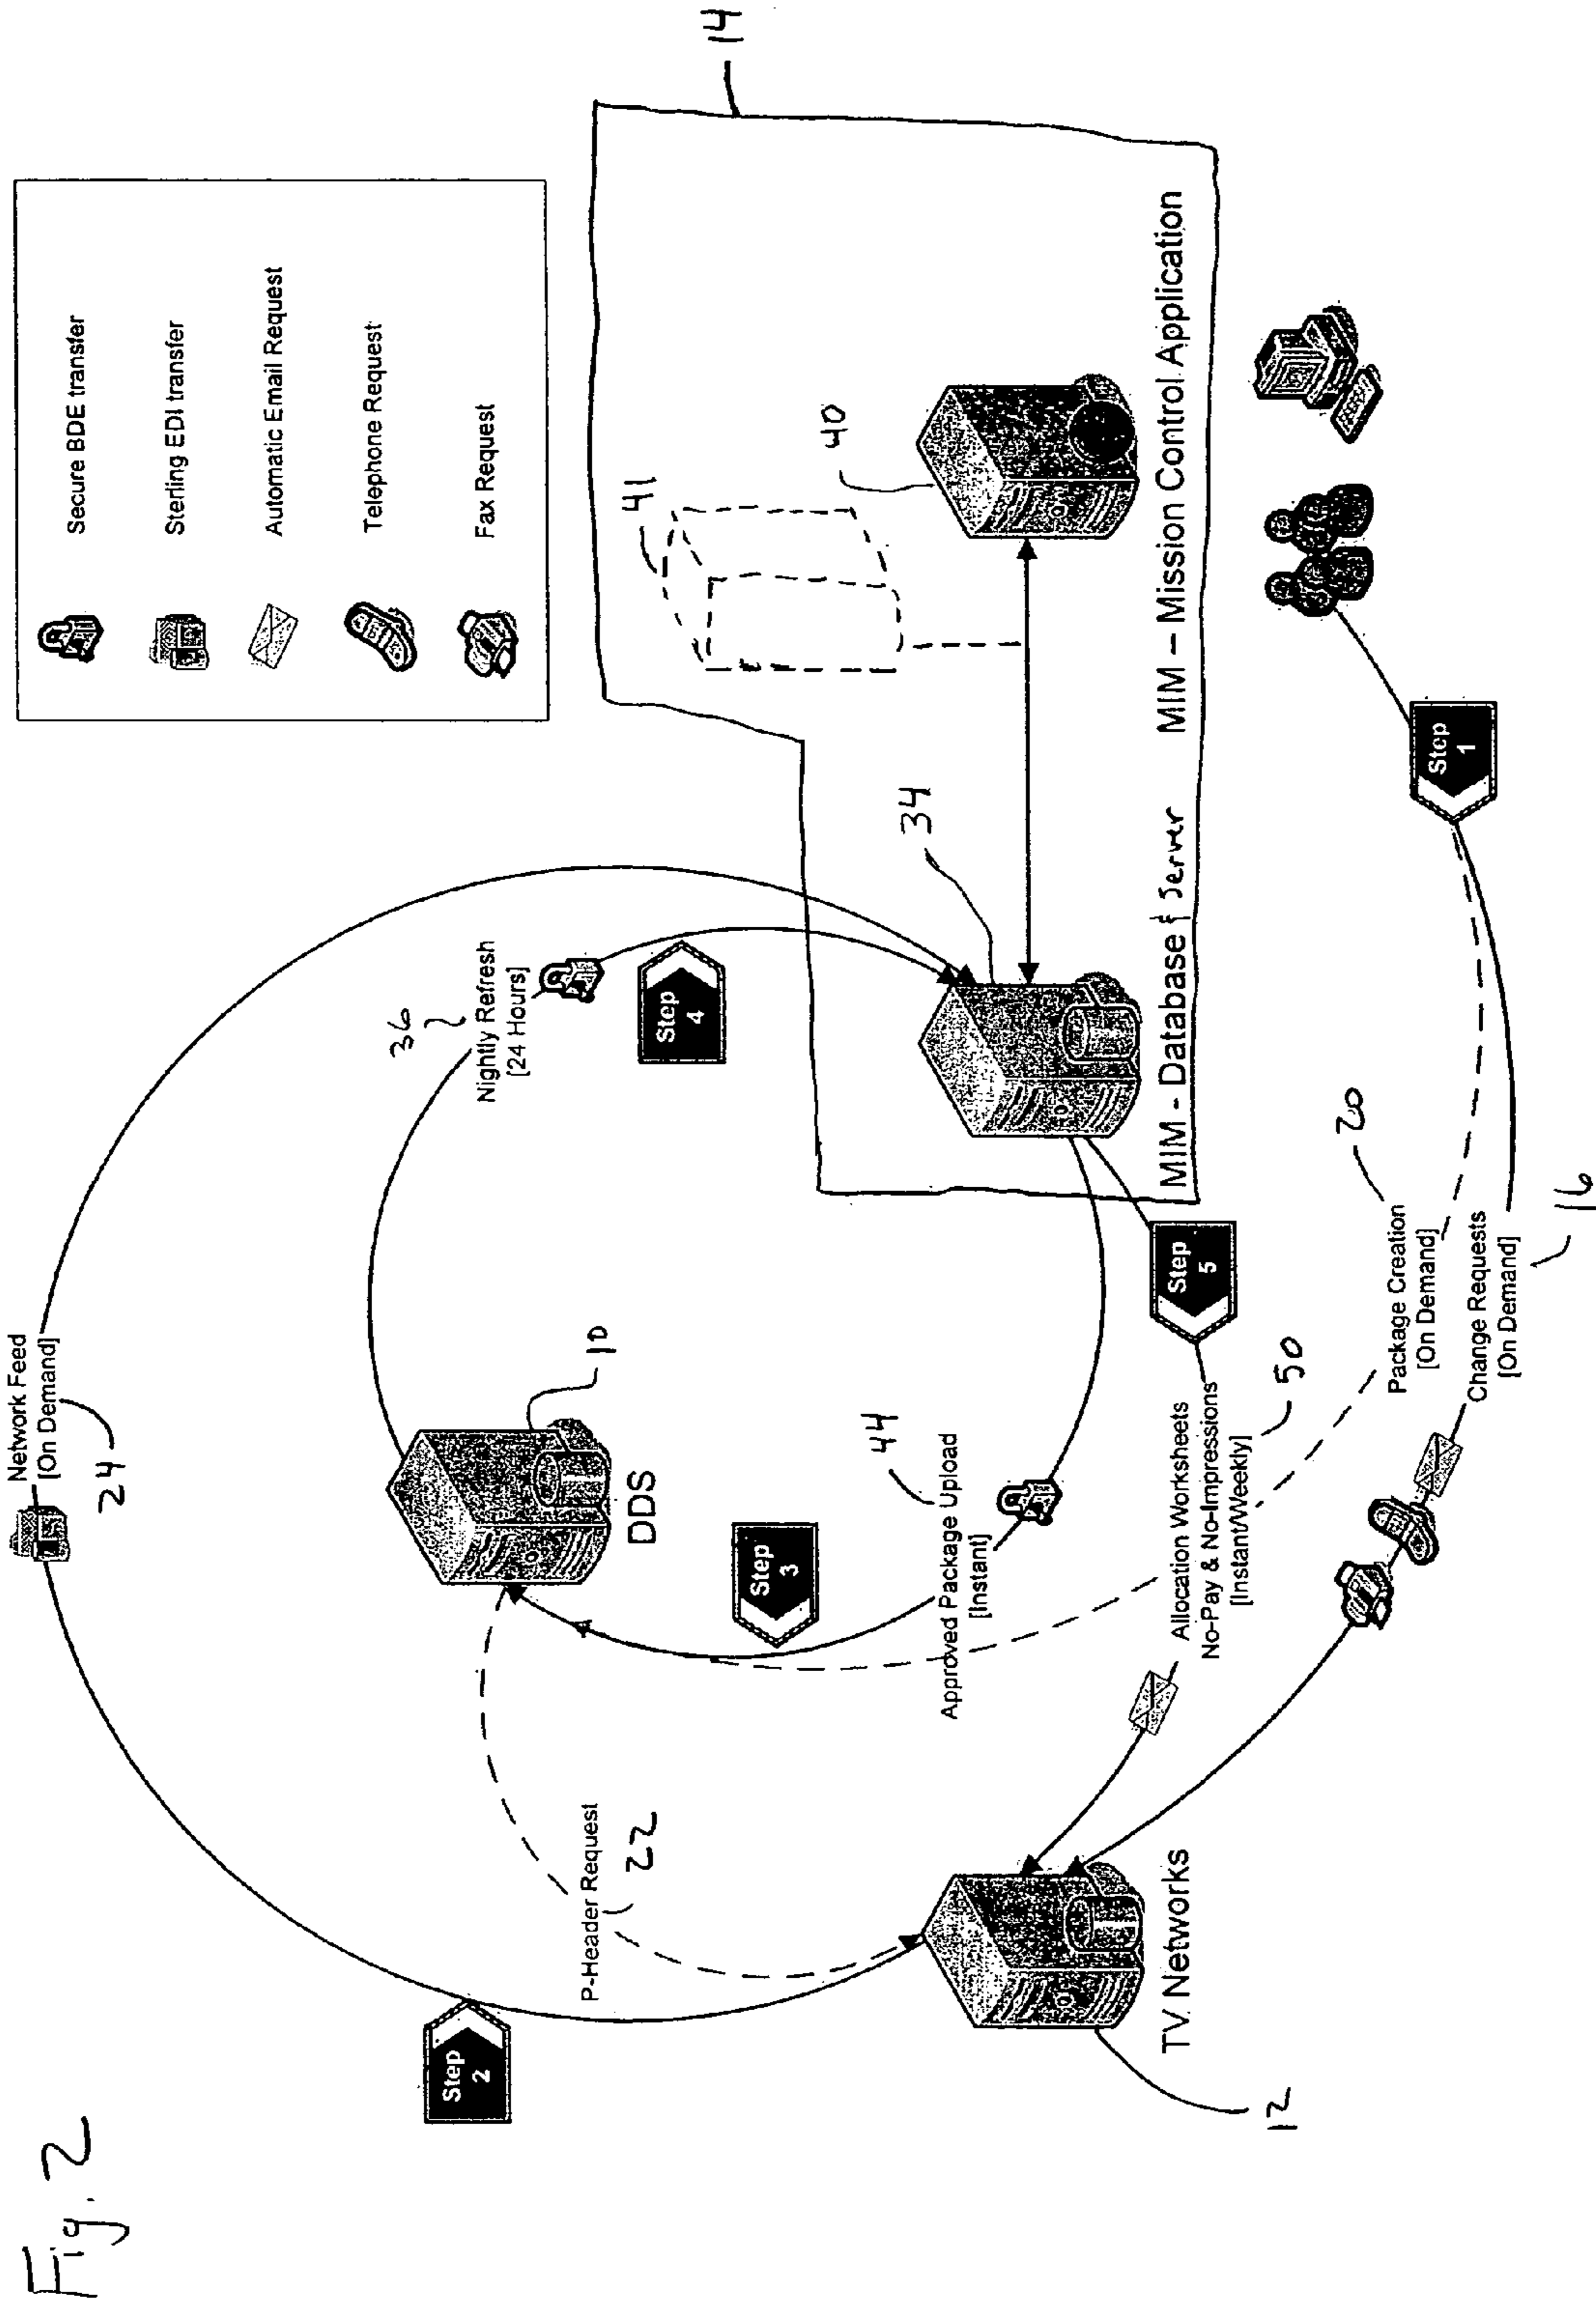 Fig. 2
Secure BDE transfer
Sterling EDI transfer
Automatic Email Request
Telephone Request
Fax Request
14
Network Feed
[On Demand]
24
36
Nightly Refresh
[24 Hours]
Step
4
Step
2
10
DDS
P-Header Request
22
Step
3
44
Approved Package Upload
[Instant]
41
40
34
MIM - Database & Server
MIM – Mission Control Application
TV Networks
12
Step
5
Allocation Worksheets
No-Pay & No-Impressions
[Instant/Weekly]
50
20
Package Creation
[On Demand]
Step
1
Change Requests
[On Demand]
16